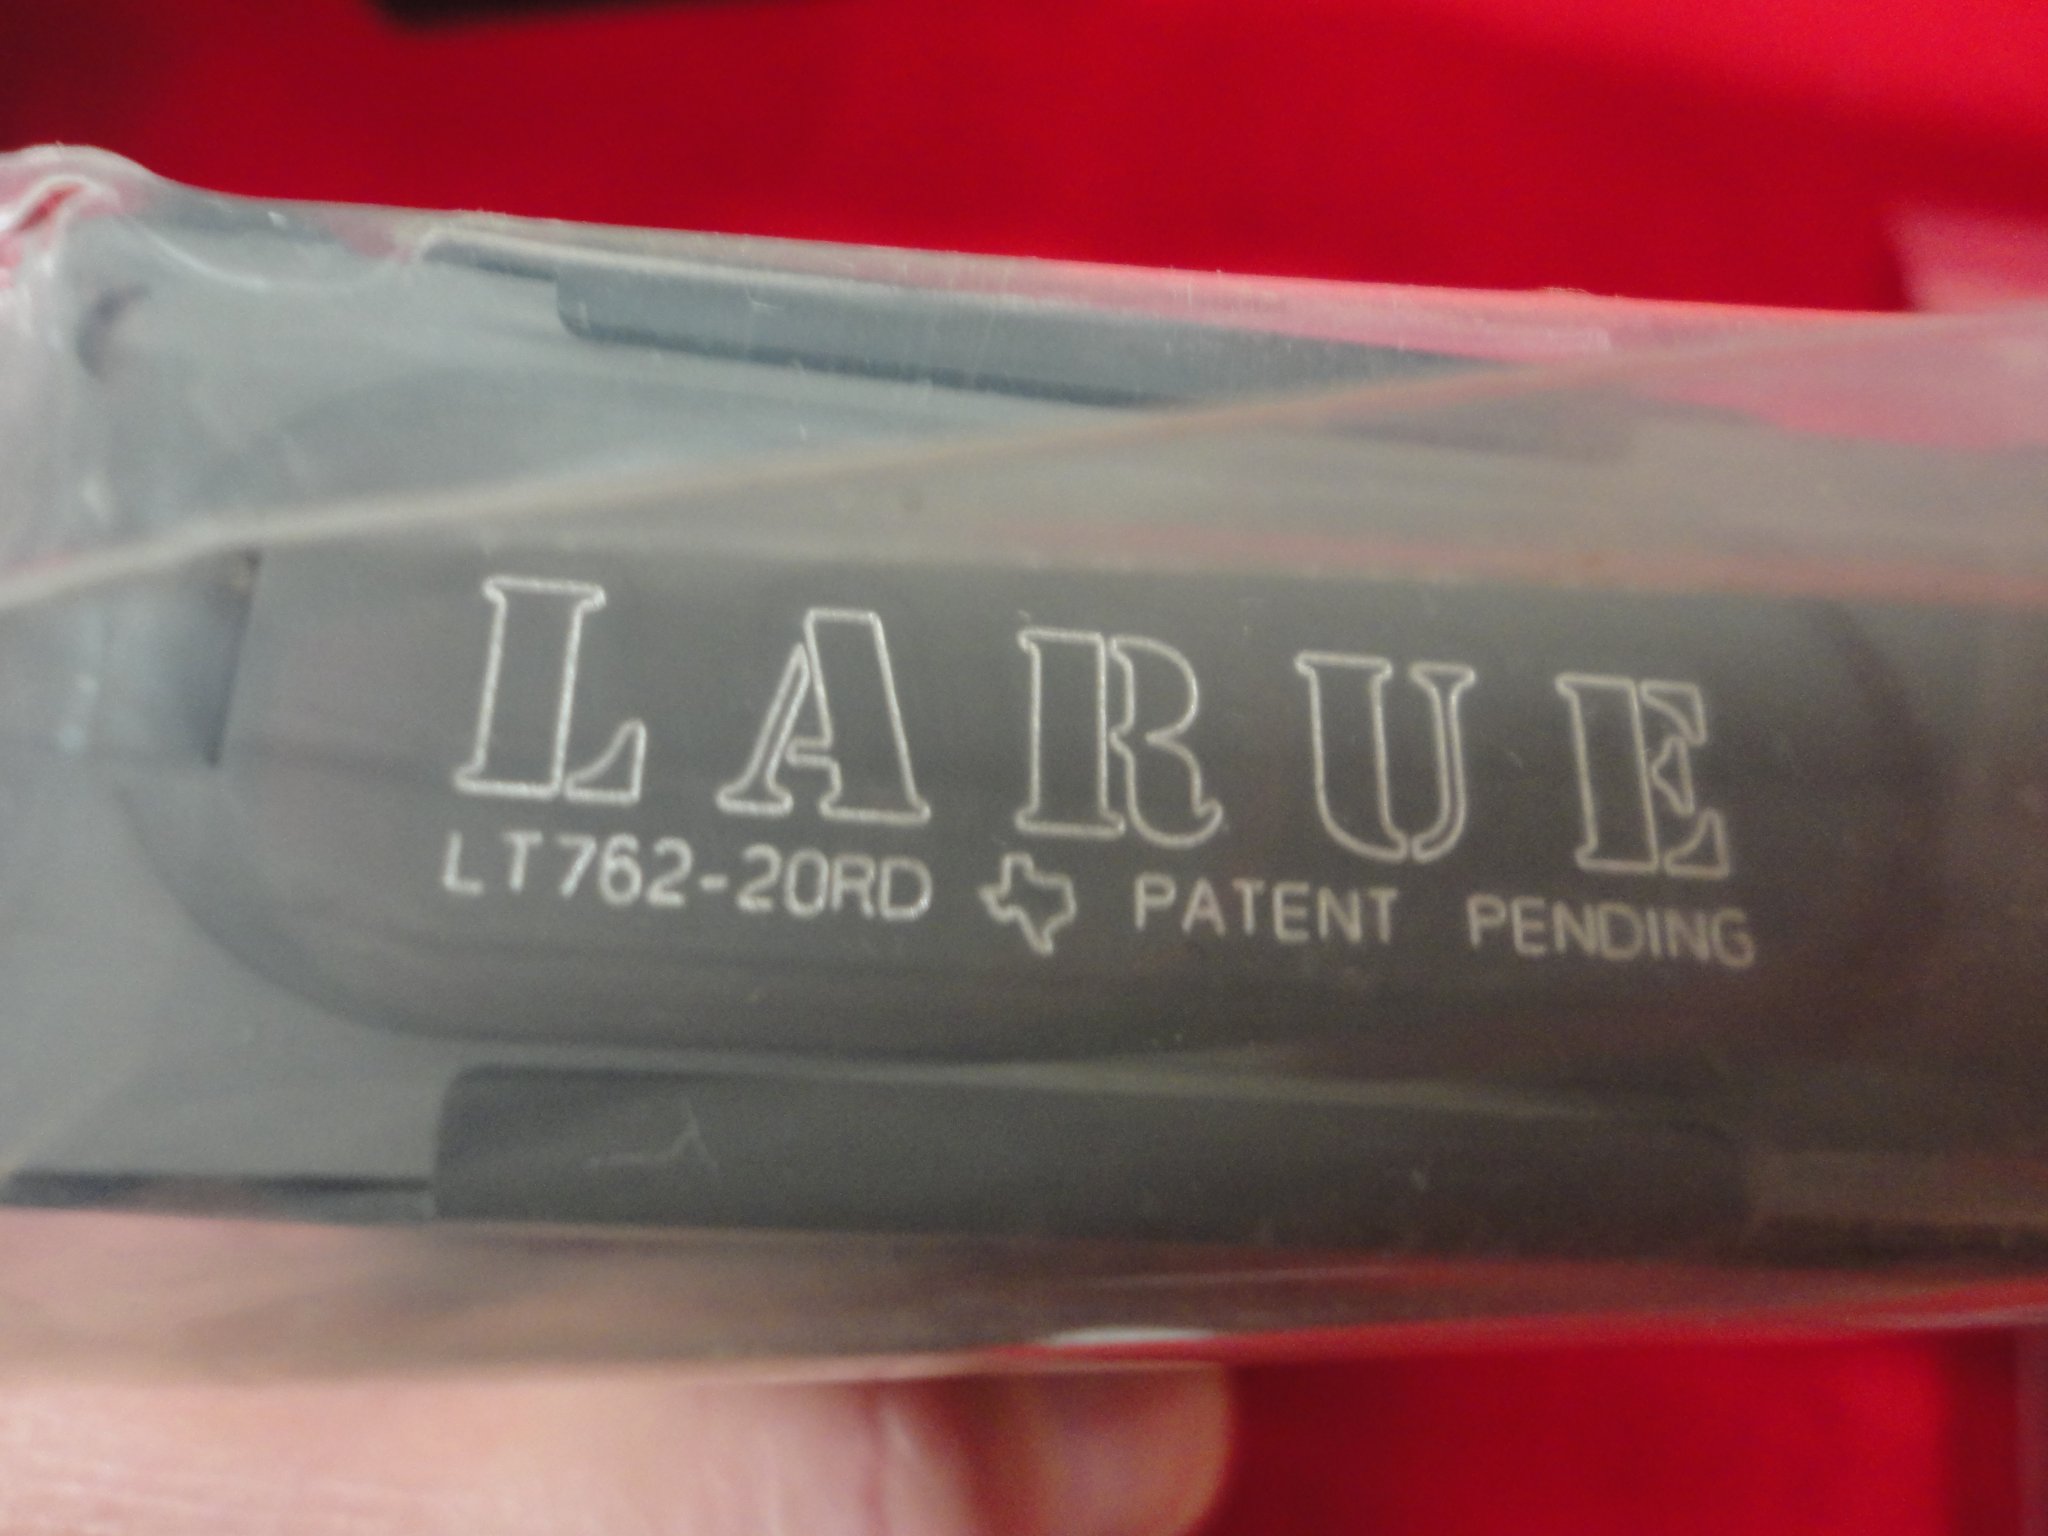 LARUE
LT762-20RD PATENT PENDING